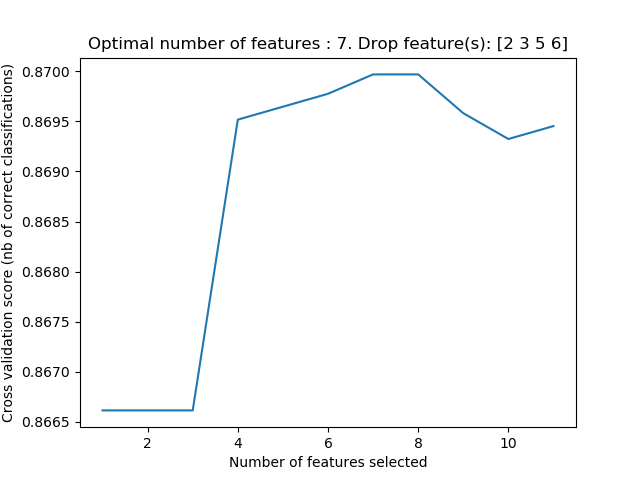 Optimal number of features : 7. Drop feature(s): [2 3 5 6]
Cross validation score (nb of correct classifications)
0.8700
0.8695
0.8690
0.8685
0.8680
0.8675
0.8670
0.8665
2 4 6 8 10
Number of features selected